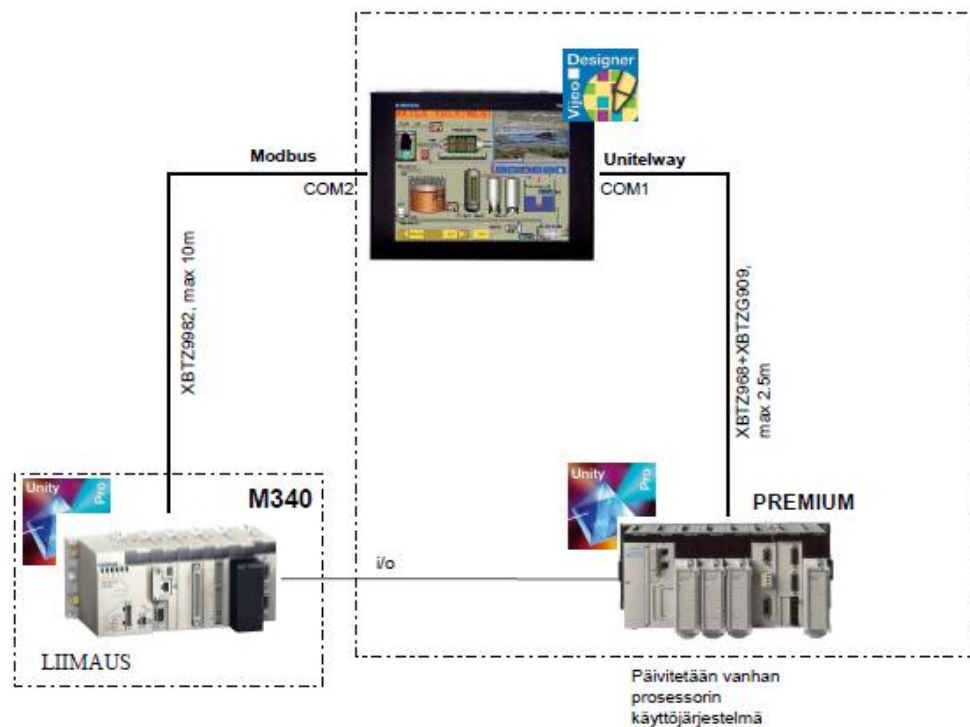 Vijeo Designer
Modbus
COM2
Unitelway
COM1
XBTZ9982, max 10m
XBTZ968+XBTZG909,
max 2.5m
Unity Pro
M340
Unity Pro
PREMIUM
i/o
LIIMAUS
Päivitetään vanhan
prosessorin
käyttöjärjestelmä